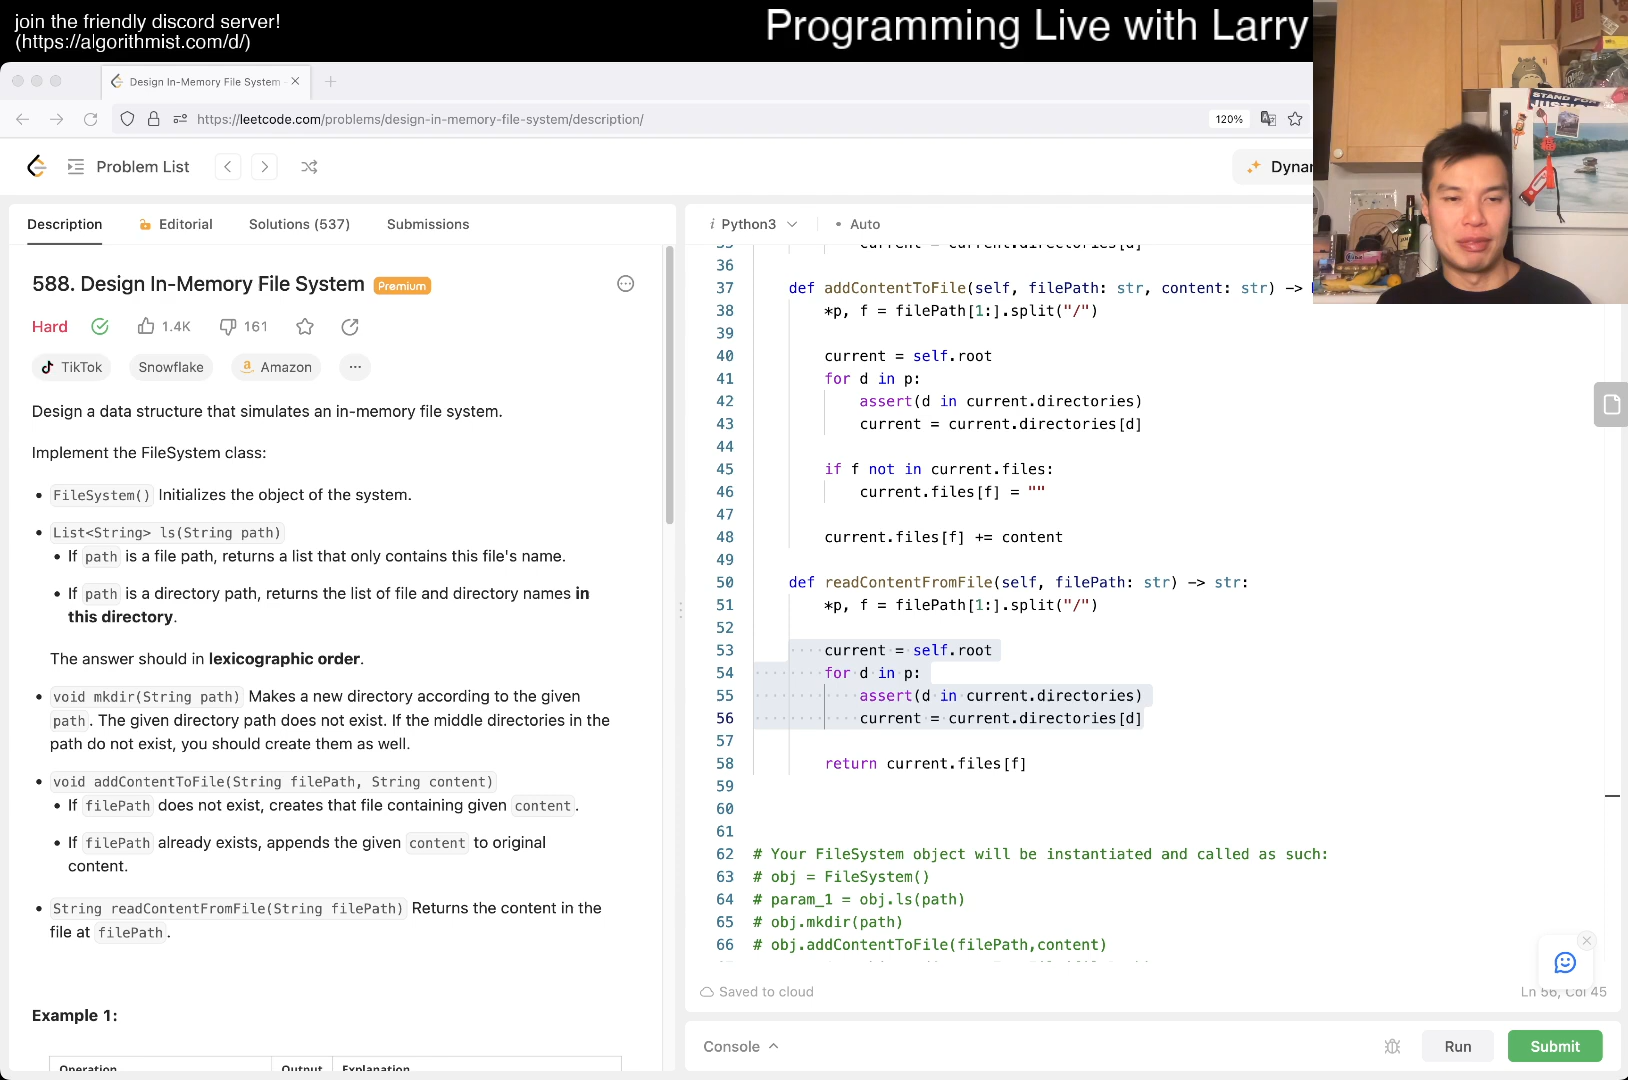 join the friendly discord server!
(https://algorithmist.com/d/)
Programming Live with Larry
Design In-Memory File System
https://leetcode.com/problems/design-in-memory-file-system/description/
120%
Problem List
Dynam
STAND FOR
Description
Editorial
Solutions (537)
Submissions
588. Design In-Memory File System
Premium
Hard
1.4K
161
TikTok
Snowflake
Amazon
Design a data structure that simulates an in-memory file system.
Implement the FileSystem class:
• FileSystem() Initializes the object of the system.
• List<String> ls(String path)
• If path is a file path, returns a list that only contains this file's name.
• If path is a directory path, returns the list of file and directory names in
this directory.
The answer should in lexicographic order.
• void mkdir(String path) Makes a new directory according to the given
path. The given directory path does not exist. If the middle directories in the
path do not exist, you should create them as well.
• void addContentToFile(String filePath, String content)
• If filePath does not exist, creates that file containing given content.
• If filePath already exists, appends the given content to original
content.
• String readContentFromFile(String filePath) Returns the content in the
file at filePath.
Example 1:
Operation Output Explanation
i Python3
• Auto
35 current = current.directories[d]
36
37 def addContentToFile(self, filePath: str, content: str) ->
38 *p, f = filePath[1:].split("/")
39
40 current = self.root
41 for d in p:
42 assert(d in current.directories)
43 current = current.directories[d]
44
45 if f not in current.files:
46 current.files[f] = ""
47
48 current.files[f] += content
49
50 def readContentFromFile(self, filePath: str) -> str:
51 *p, f = filePath[1:].split("/")
52
53 current = self.root
54 for d in p:
55 assert(d in current.directories)
56 current = current.directories[d]
57
58 return current.files[f]
59
60
61
62 # Your FileSystem object will be instantiated and called as such:
63 # obj = FileSystem()
64 # param_1 = obj.ls(path)
65 # obj.mkdir(path)
66 # obj.addContentToFile(filePath,content)
Saved to cloud
Ln 56, Col 45
Console
Run
Submit